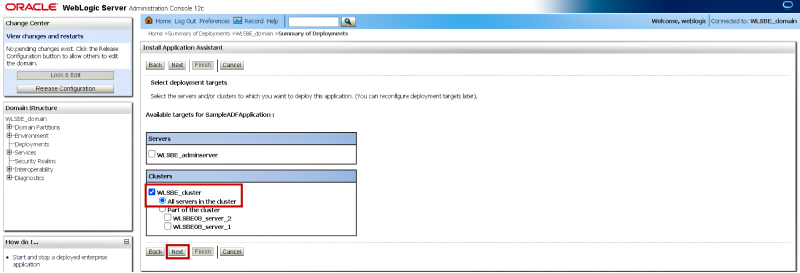 ORACLE WebLogic Server Administration Console 12c
Change Center
View changes and restarts
No pending changes exist. Click the Release
Configuration button to allow others to edit
the domain.
Lock & Edit
Release Configuration
Domain Structure
WLSBE_domain
Domain Partitions
Environment
Deployments
Services
Security Realms
Interoperability
Diagnostics
How do I...
Start and stop a deployed enterprise
application
Home Log Out Preferences Record Help
Welcome, weblogic Connected to: WLSBE_domain
Home >Summary of Deployments >WLSBE_domain >Summary of Deployments
Install Application Assistant
Back Next Finish Cancel
Select deployment targets
Select the servers and/or clusters to which you want to deploy this application. (You can reconfigure deployment targets later).
Available targets for SampleADFApplication :
Servers
WLSBE_adminserver
Clusters
WLSBE_cluster
All servers in the cluster
Part of the cluster
WLSBE08_server_2
WLSBE08_server_1
Back Next Finish Cancel